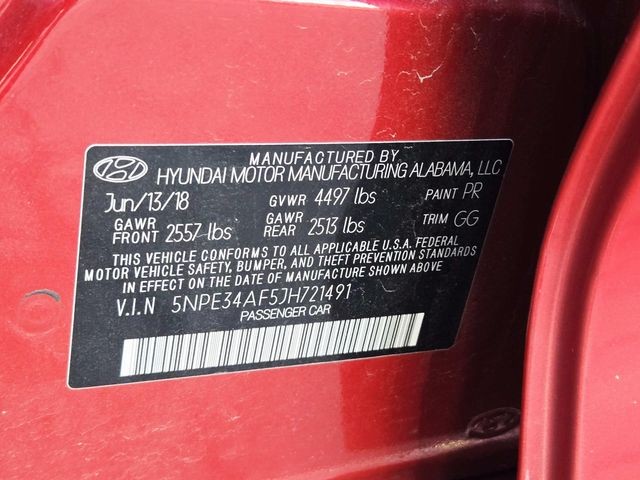 MANUFACTURED BY
HYUNDAI MOTOR MANUFACTURING ALABAMA, LLC
Jun/13/18 GVWR 4497 lbs PAINT PR
GAWR FRONT 2557 lbs GAWR REAR 2513 lbs TRIM GG
THIS VEHICLE CONFORMS TO ALL APPLICABLE U.S.A. FEDERAL
MOTOR VEHICLE SAFETY, BUMPER, AND THEFT PREVENTION STANDARDS
IN EFFECT ON THE DATE OF MANUFACTURE SHOWN ABOVE
V.I.N 5NPE34AF5JH721491
PASSENGER CAR